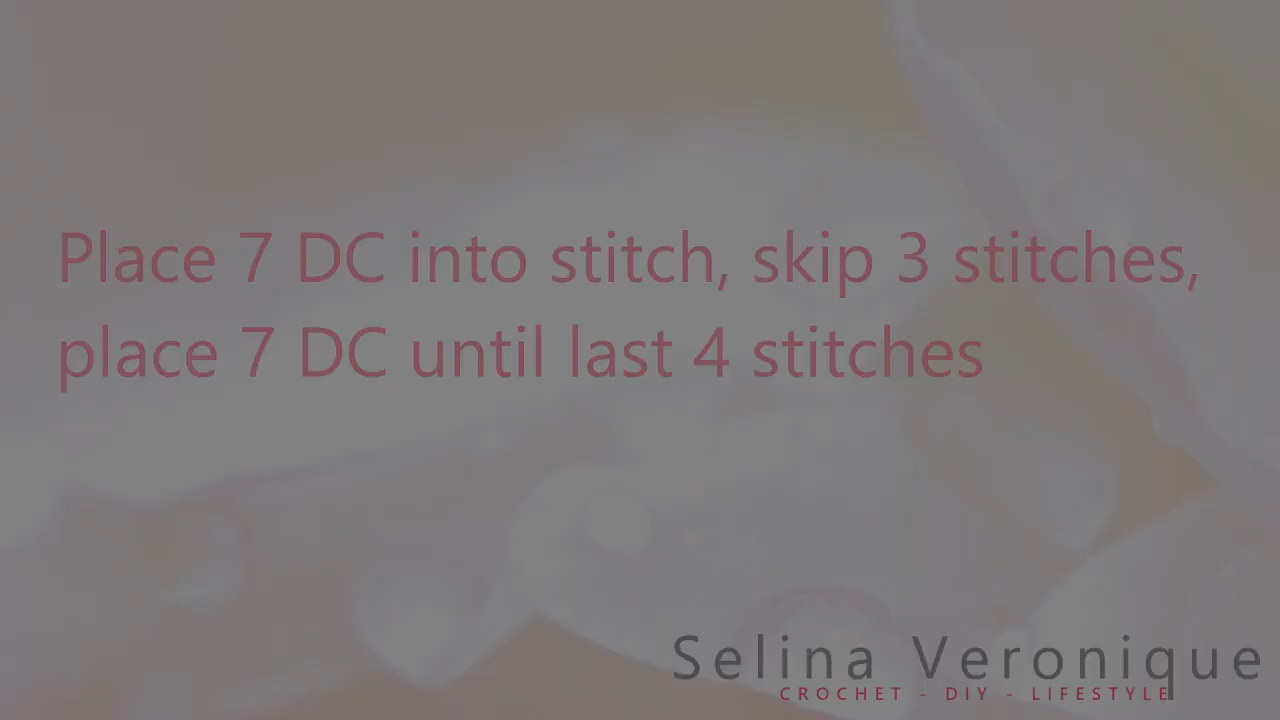 Place 7 DC into stitch, skip 3 stitches,
place 7 DC until last 4 stitches
Selina Veronique
CROCHET - DIY - LIFESTYLE